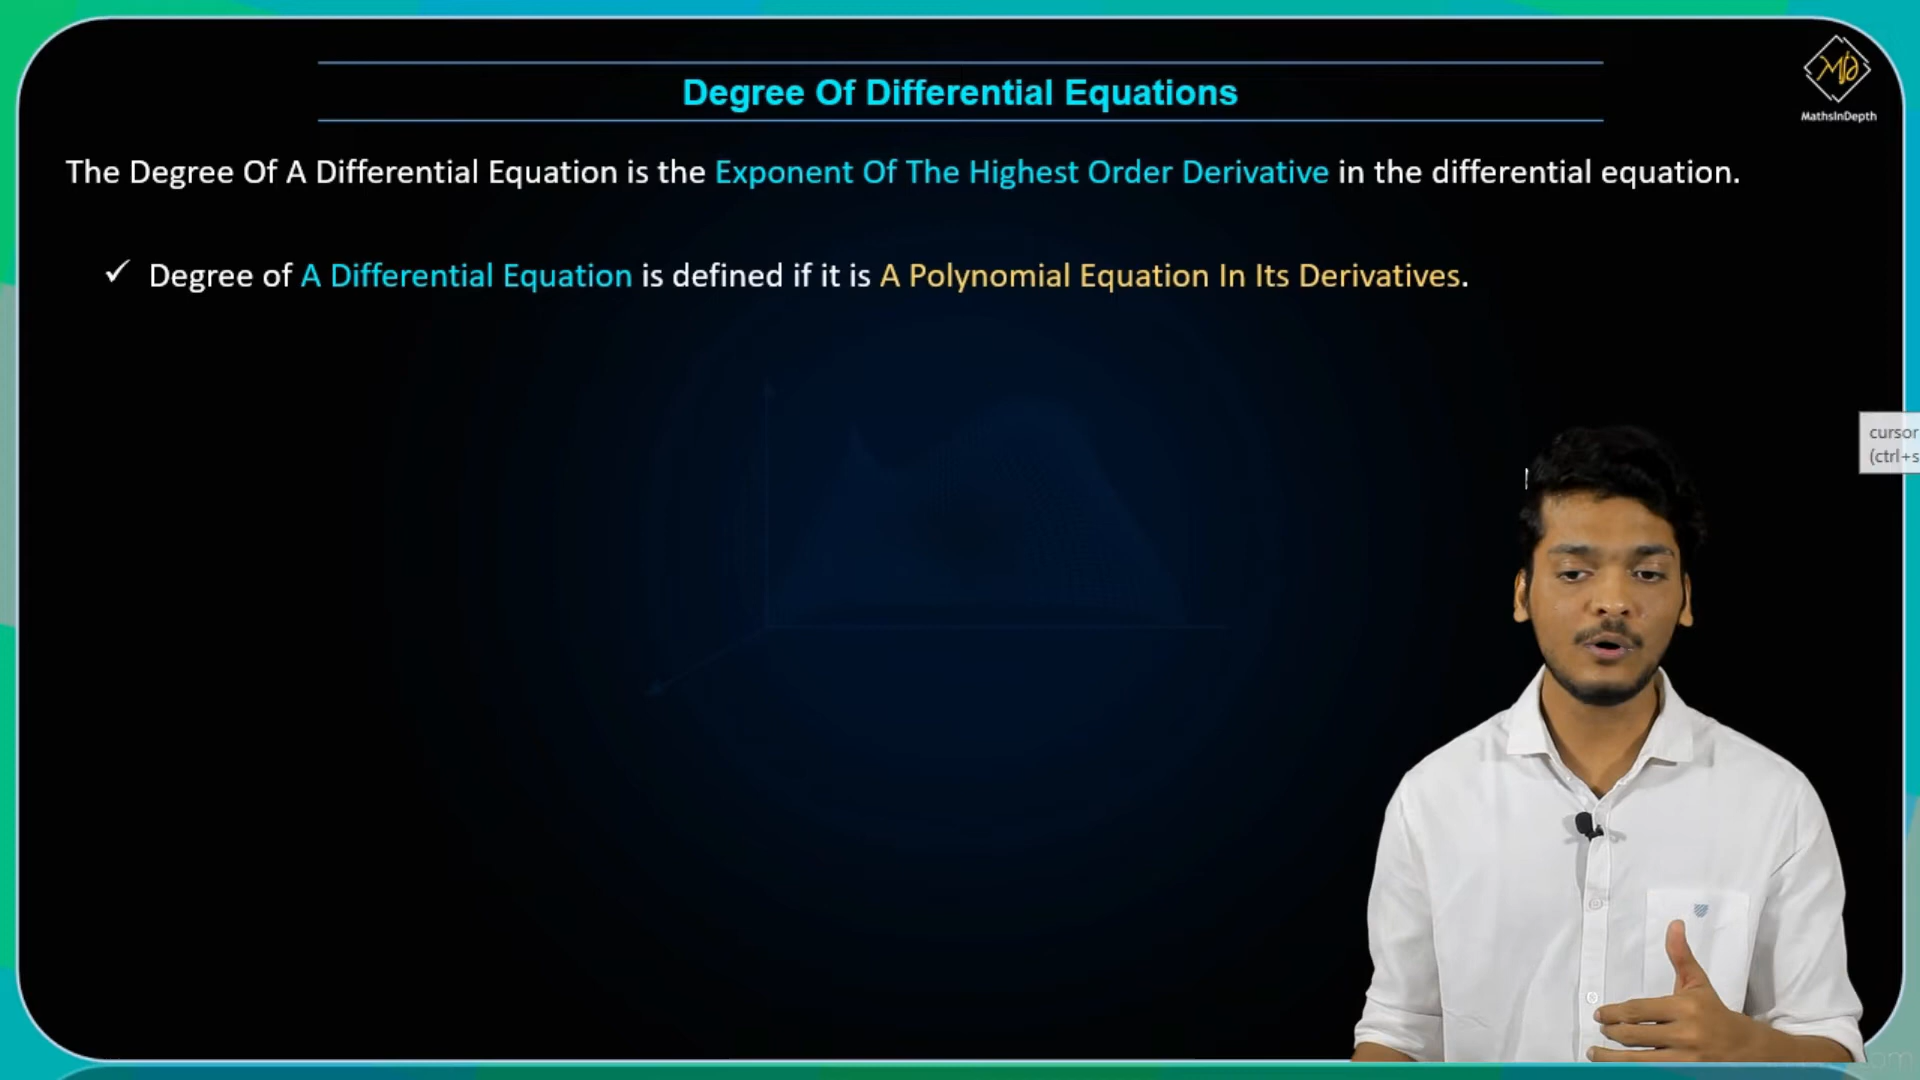 Degree Of Differential Equations
MathsInDepth
The Degree Of A Differential Equation is the Exponent Of The Highest Order Derivative in the differential equation.
✓ Degree of A Differential Equation is defined if it is A Polynomial Equation In Its Derivatives.
cursor
(ctrl+s
om